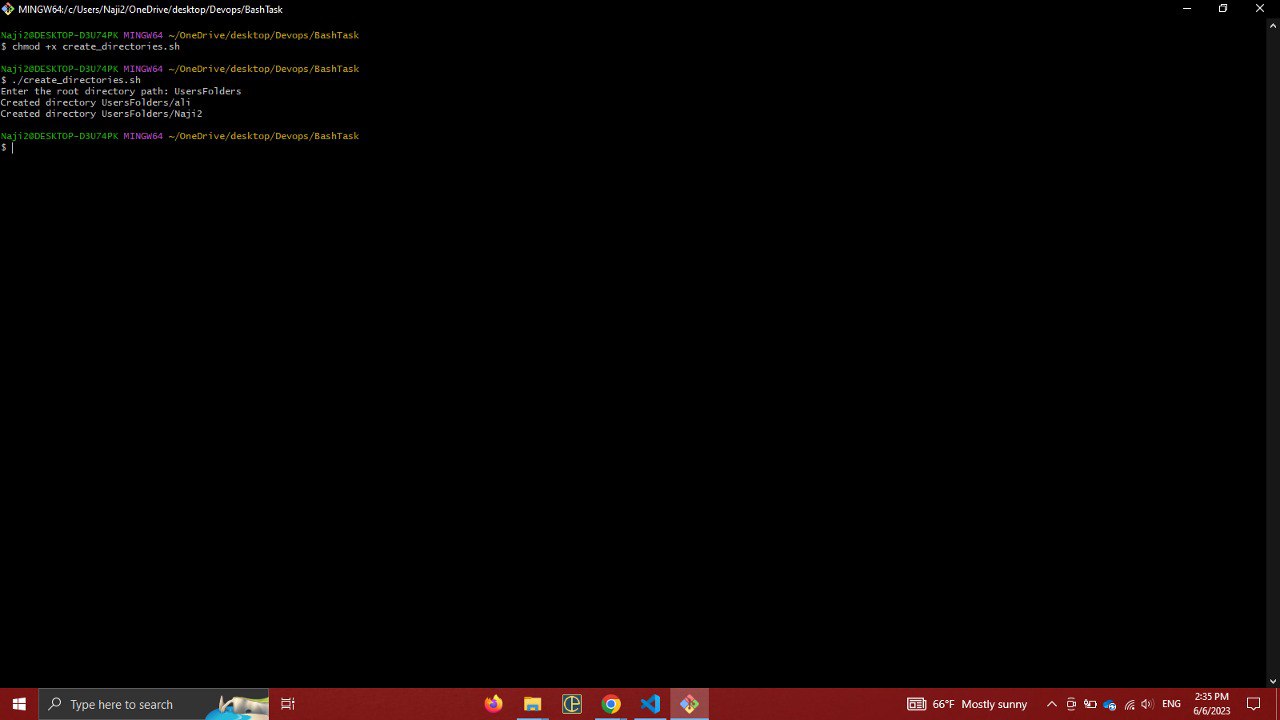 MINGW64:/c/Users/Naji2/OneDrive/desktop/Devops/BashTask
Naji2@DESKTOP-D3U74PK MINGW64 ~/OneDrive/desktop/Devops/BashTask
$ chmod +x create_directories.sh
Naji2@DESKTOP-D3U74PK MINGW64 ~/OneDrive/desktop/Devops/BashTask
$ ./create_directories.sh
Enter the root directory path: UsersFolders
Created directory UsersFolders/ali
Created directory UsersFolders/Naji2
Naji2@DESKTOP-D3U74PK MINGW64 ~/OneDrive/desktop/Devops/BashTask
$
Type here to search
66°F Mostly sunny
ENG
2:35 PM
6/6/2023